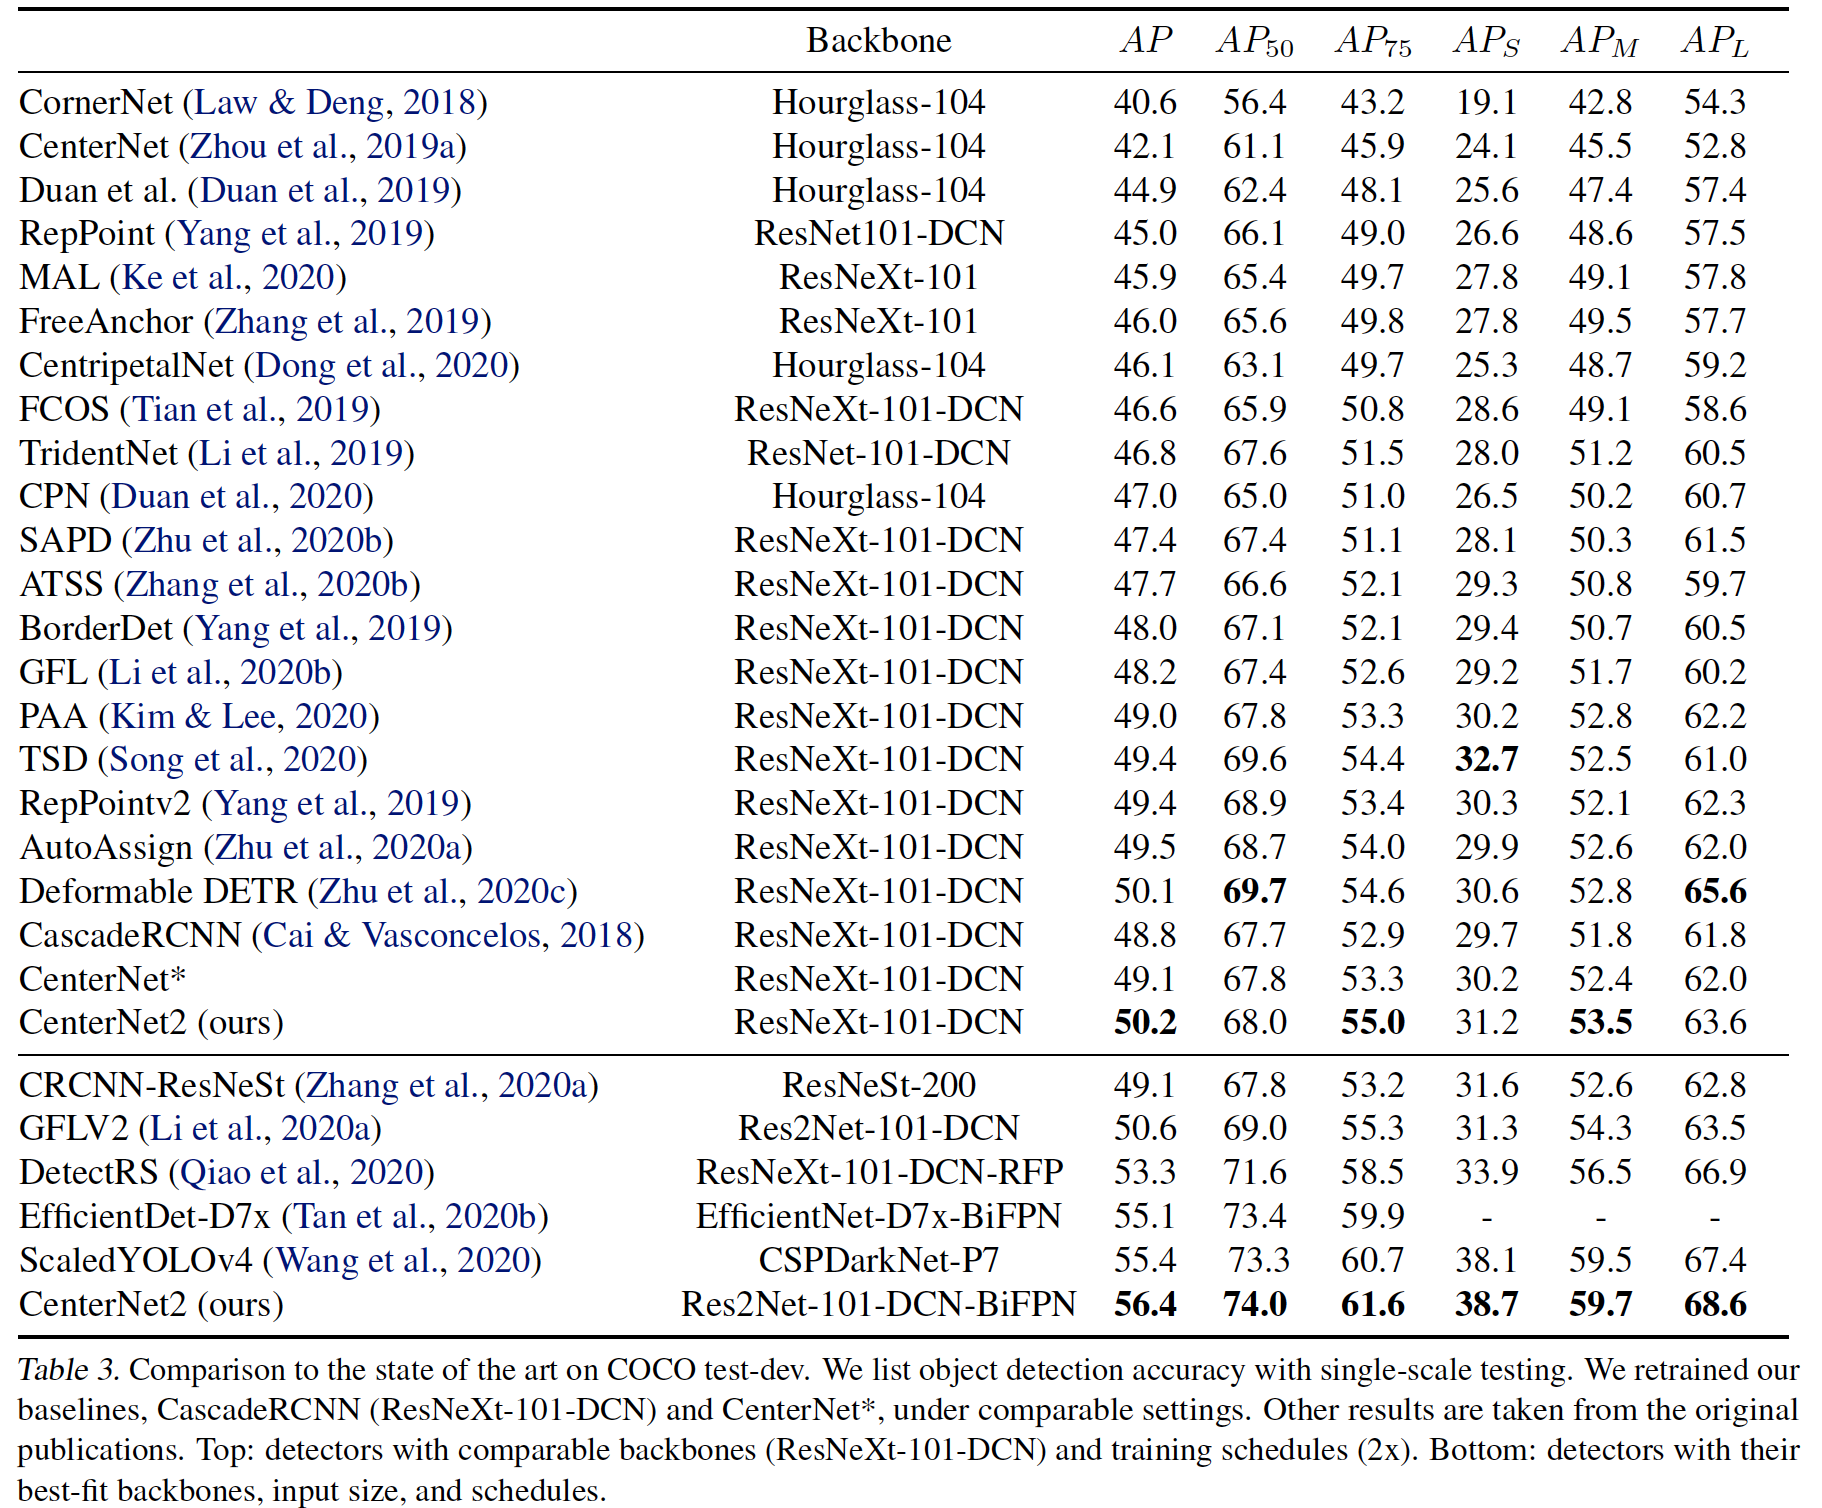 Backbone AP AP50 AP75 APS APM APL
CornerNet (Law & Deng, 2018) Hourglass-104 40.6 56.4 43.2 19.1 42.8 54.3
CenterNet (Zhou et al., 2019a) Hourglass-104 42.1 61.1 45.9 24.1 45.5 52.8
Duan et al. (Duan et al., 2019) Hourglass-104 44.9 62.4 48.1 25.6 47.4 57.4
RepPoint (Yang et al., 2019) ResNet101-DCN 45.0 66.1 49.0 26.6 48.6 57.5
MAL (Ke et al., 2020) ResNeXt-101 45.9 65.4 49.7 27.8 49.1 57.8
FreeAnchor (Zhang et al., 2019) ResNeXt-101 46.0 65.6 49.8 27.8 49.5 57.7
CentripetalNet (Dong et al., 2020) Hourglass-104 46.1 63.1 49.7 25.3 48.7 59.2
FCOS (Tian et al., 2019) ResNeXt-101-DCN 46.6 65.9 50.8 28.6 49.1 58.6
TridentNet (Li et al., 2019) ResNet-101-DCN 46.8 67.6 51.5 28.0 51.2 60.5
CPN (Duan et al., 2020) Hourglass-104 47.0 65.0 51.0 26.5 50.2 60.7
SAPD (Zhu et al., 2020b) ResNeXt-101-DCN 47.4 67.4 51.1 28.1 50.3 61.5
ATSS (Zhang et al., 2020b) ResNeXt-101-DCN 47.7 66.6 52.1 29.3 50.8 59.7
BorderDet (Yang et al., 2019) ResNeXt-101-DCN 48.0 67.1 52.1 29.4 50.7 60.5
GFL (Li et al., 2020b) ResNeXt-101-DCN 48.2 67.4 52.6 29.2 51.7 60.2
PAA (Kim & Lee, 2020) ResNeXt-101-DCN 49.0 67.8 53.3 30.2 52.8 62.2
TSD (Song et al., 2020) ResNeXt-101-DCN 49.4 69.6 54.4 32.7 52.5 61.0
RepPointv2 (Yang et al., 2019) ResNeXt-101-DCN 49.4 68.9 53.4 30.3 52.1 62.3
AutoAssign (Zhu et al., 2020a) ResNeXt-101-DCN 49.5 68.7 54.0 29.9 52.6 62.0
Deformable DETR (Zhu et al., 2020c) ResNeXt-101-DCN 50.1 69.7 54.6 30.6 52.8 65.6
CascadeRCNN (Cai & Vasconcelos, 2018) ResNeXt-101-DCN 48.8 67.7 52.9 29.7 51.8 61.8
CenterNet* ResNeXt-101-DCN 49.1 67.8 53.3 30.2 52.4 62.0
CenterNet2 (ours) ResNeXt-101-DCN 50.2 68.0 55.0 31.2 53.5 63.6
CRCNN-ResNeSt (Zhang et al., 2020a) ResNeSt-200 49.1 67.8 53.2 31.6 52.6 62.8
GFLV2 (Li et al., 2020a) Res2Net-101-DCN 50.6 69.0 55.3 31.3 54.3 63.5
DetectRS (Qiao et al., 2020) ResNeXt-101-DCN-RFP 53.3 71.6 58.5 33.9 56.5 66.9
EfficientDet-D7x (Tan et al., 2020b) EfficientNet-D7x-BiFPN 55.1 73.4 59.9 - - -
ScaledYOLOv4 (Wang et al., 2020) CSPDarkNet-P7 55.4 73.3 60.7 38.1 59.5 67.4
CenterNet2 (ours) Res2Net-101-DCN-BiFPN 56.4 74.0 61.6 38.7 59.7 68.6
Table 3. Comparison to the state of the art on COCO test-dev. We list object detection accuracy with single-scale testing. We retrained our
baselines, CascadeRCNN (ResNeXt-101-DCN) and CenterNet*, under comparable settings. Other results are taken from the original
publications. Top: detectors with comparable backbones (ResNeXt-101-DCN) and training schedules (2x). Bottom: detectors with their
best-fit backbones, input size, and schedules.